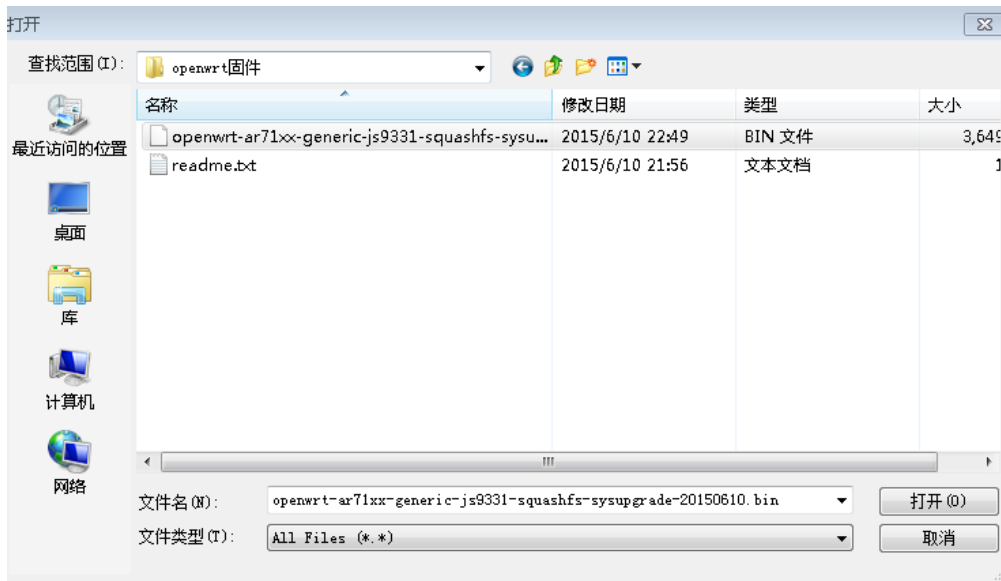 打开
查找范围(I):
openwrt固件
名称 修改日期 类型 大小
openwrt-ar71xx-generic-js9331-squashfs-sysu... 2015/6/10 22:49 BIN 文件 3,649
readme.txt 2015/6/10 21:56 文本文档 1
最近访问的位置
桌面
库
计算机
网络
文件名(N): openwrt-ar71xx-generic-js9331-squashfs-sysupgrade-20150610.bin 打开(O)
文件类型(T): All Files (*.*) 取消